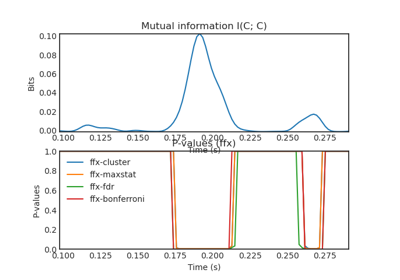 Mutual information I(C; C)
0.10
0.08
0.06
0.04
0.02
0.00
Bits
0.100 0.125 0.150 0.175 0.200 0.225 0.250 0.275
Time (s)
P-values (ffx)
1.0
0.8
0.6
0.4
0.2
0.0
P-values
ffx-cluster
ffx-maxstat
ffx-fdr
ffx-bonferroni
0.100 0.125 0.150 0.175 0.200 0.225 0.250 0.275
Time (s)